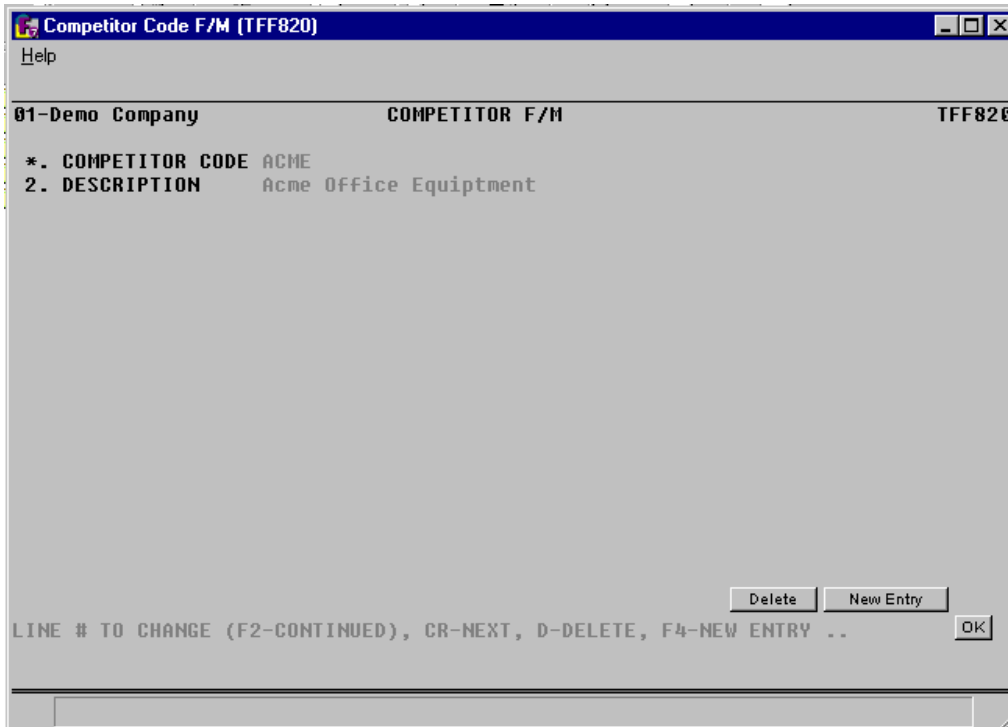 Competitor Code F/M (TFF820)
Help
01-Demo Company COMPETITOR F/M TFF820
*. COMPETITOR CODE ACME
2. DESCRIPTION Acme Office Equiptment
Delete New Entry
LINE # TO CHANGE (F2-CONTINUED), CR-NEXT, D-DELETE, F4-NEW ENTRY .. OK